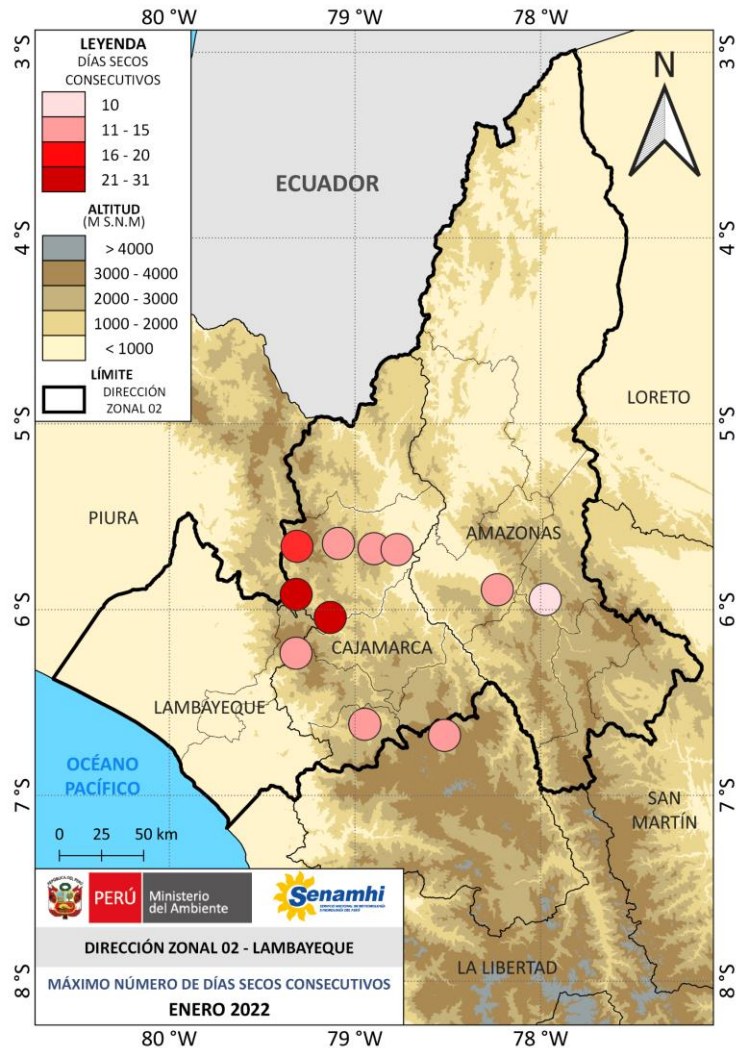 80 °W
79 °W
78 °W
LEYENDA
DÍAS SECOS
CONSECUTIVOS
10
11 - 15
16 - 20
21 - 31
ALTITUD
(M S.N.M)
> 4000
3000 - 4000
2000 - 3000
1000 - 2000
< 1000
LÍMITE
DIRECCIÓN
ZONAL 02
3°S
4°S
5°S
6°S
7°S
8°S
3°S
4°S
5°S
6°S
7°S
8°S
N
ECUADOR
LORETO
PIURA
AMAZONAS
CAJAMARCA
LAMBAYEQUE
OCÉANO
PACÍFICO
SAN
MARTÍN
LA LIBERTAD
0 25 50 km
PERÚ
Ministerio
del Ambiente
Senamhi
DIRECCIÓN ZONAL 02 - LAMBAYEQUE
MÁXIMO NÚMERO DE DÍAS SECOS CONSECUTIVOS
ENERO 2022
80 °W
79 °W
78 °W